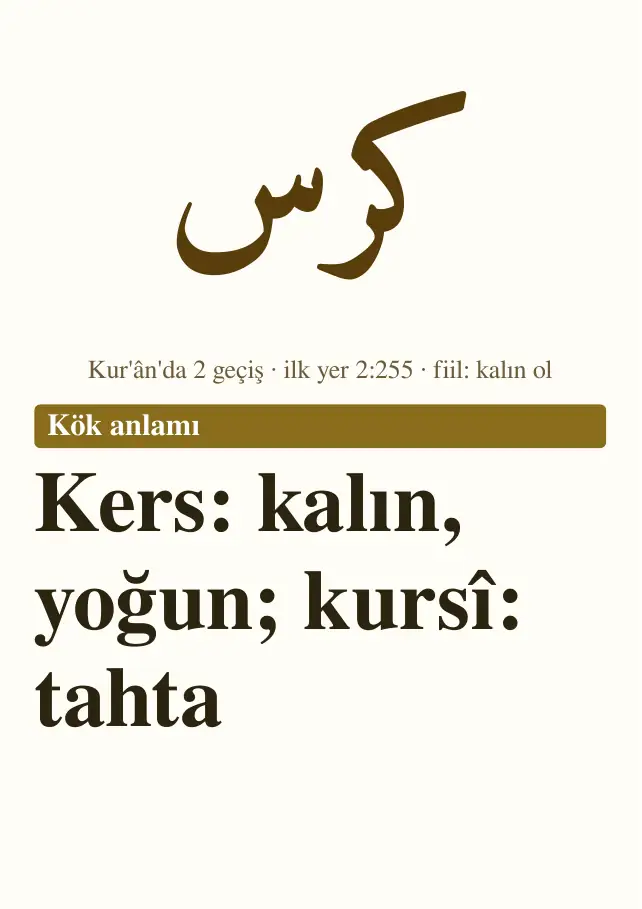 كرس
Kur'ân'da 2 geçiş · ilk yer 2:255 · fiil: kalın ol
Kök anlamı
Kers: kalın,
yoğun; kursî:
tahta